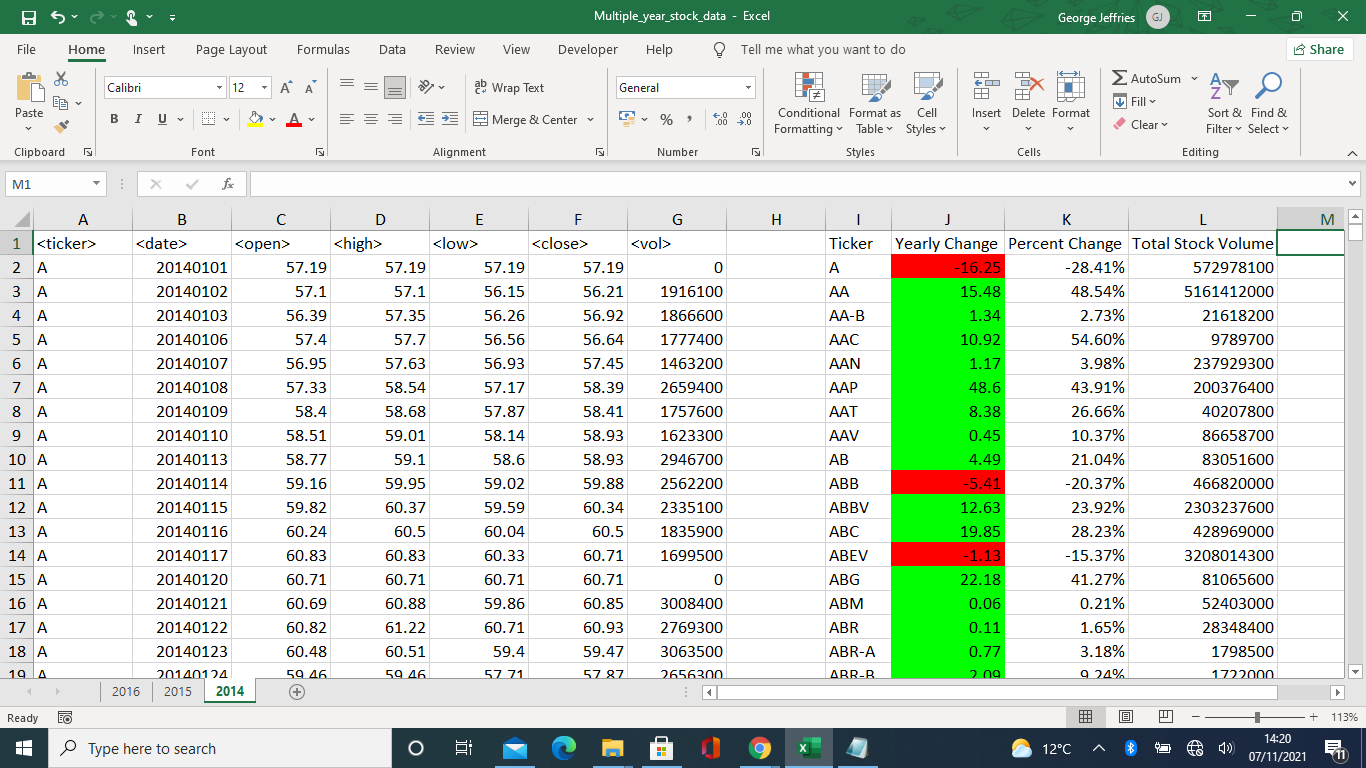 Multiple_year_stock_data - Excel
George Jeffries GJ
File Home Insert Page Layout Formulas Data Review View Developer Help Tell me what you want to do Share
Paste
Clipboard
Calibri 12
B I U A
Font
Wrap Text
Merge & Center
Alignment
General
Number
Conditional Formatting
Format as Table
Cell Styles
Styles
Insert Delete Format
Cells
AutoSum
Fill
Clear
Sort & Filter
Find & Select
Editing
M1 fx
A B C D E F G H I J K L M
1 <ticker> <date> <open> <high> <low> <close> <vol> Ticker Yearly Change Percent Change Total Stock Volume
2 A 20140101 57.19 57.19 57.19 57.19 0 A -16.25 -28.41% 572978100
3 A 20140102 57.1 57.1 56.15 56.21 1916100 AA 15.48 48.54% 5161412000
4 A 20140103 56.39 57.35 56.26 56.92 1866600 AA-B 1.34 2.73% 21618200
5 A 20140106 57.4 57.7 56.56 56.64 1777400 AAC 10.92 54.60% 9789700
6 A 20140107 56.95 57.63 56.93 57.45 1463200 AAN 1.17 3.98% 237929300
7 A 20140108 57.33 58.54 57.17 58.39 2659400 AAP 48.6 43.91% 200376400
8 A 20140109 58.4 58.68 57.87 58.41 1757600 AAT 8.38 26.66% 40207800
9 A 20140110 58.51 59.01 58.14 58.93 1623300 AAV 0.45 10.37% 86658700
10 A 20140113 58.77 59.1 58.6 58.93 2946700 AB 4.49 21.04% 83051600
11 A 20140114 59.16 59.95 59.02 59.88 2562200 ABB -5.41 -20.37% 466820000
12 A 20140115 59.82 60.37 59.59 60.34 2335100 ABBV 12.63 23.92% 2303237600
13 A 20140116 60.24 60.5 60.04 60.5 1835900 ABC 19.85 28.23% 428969000
14 A 20140117 60.83 60.83 60.33 60.71 1699500 ABEV -1.13 -15.37% 3208014300
15 A 20140120 60.71 60.71 60.71 60.71 0 ABG 22.18 41.27% 81065600
16 A 20140121 60.69 60.88 59.86 60.85 3008400 ABM 0.06 0.21% 52403000
17 A 20140122 60.82 61.22 60.71 60.93 2769300 ABR 0.11 1.65% 28348400
18 A 20140123 60.48 60.51 59.4 59.47 3063500 ABR-A 0.77 3.18% 1798500
19 A 20140124 59.46 59.46 57.71 57.87 2656300 ABR-B 2.09 9.24% 1722000
2016 2015 2014
Ready 113%
Type here to search
12°C
14:20
07/11/2021
11